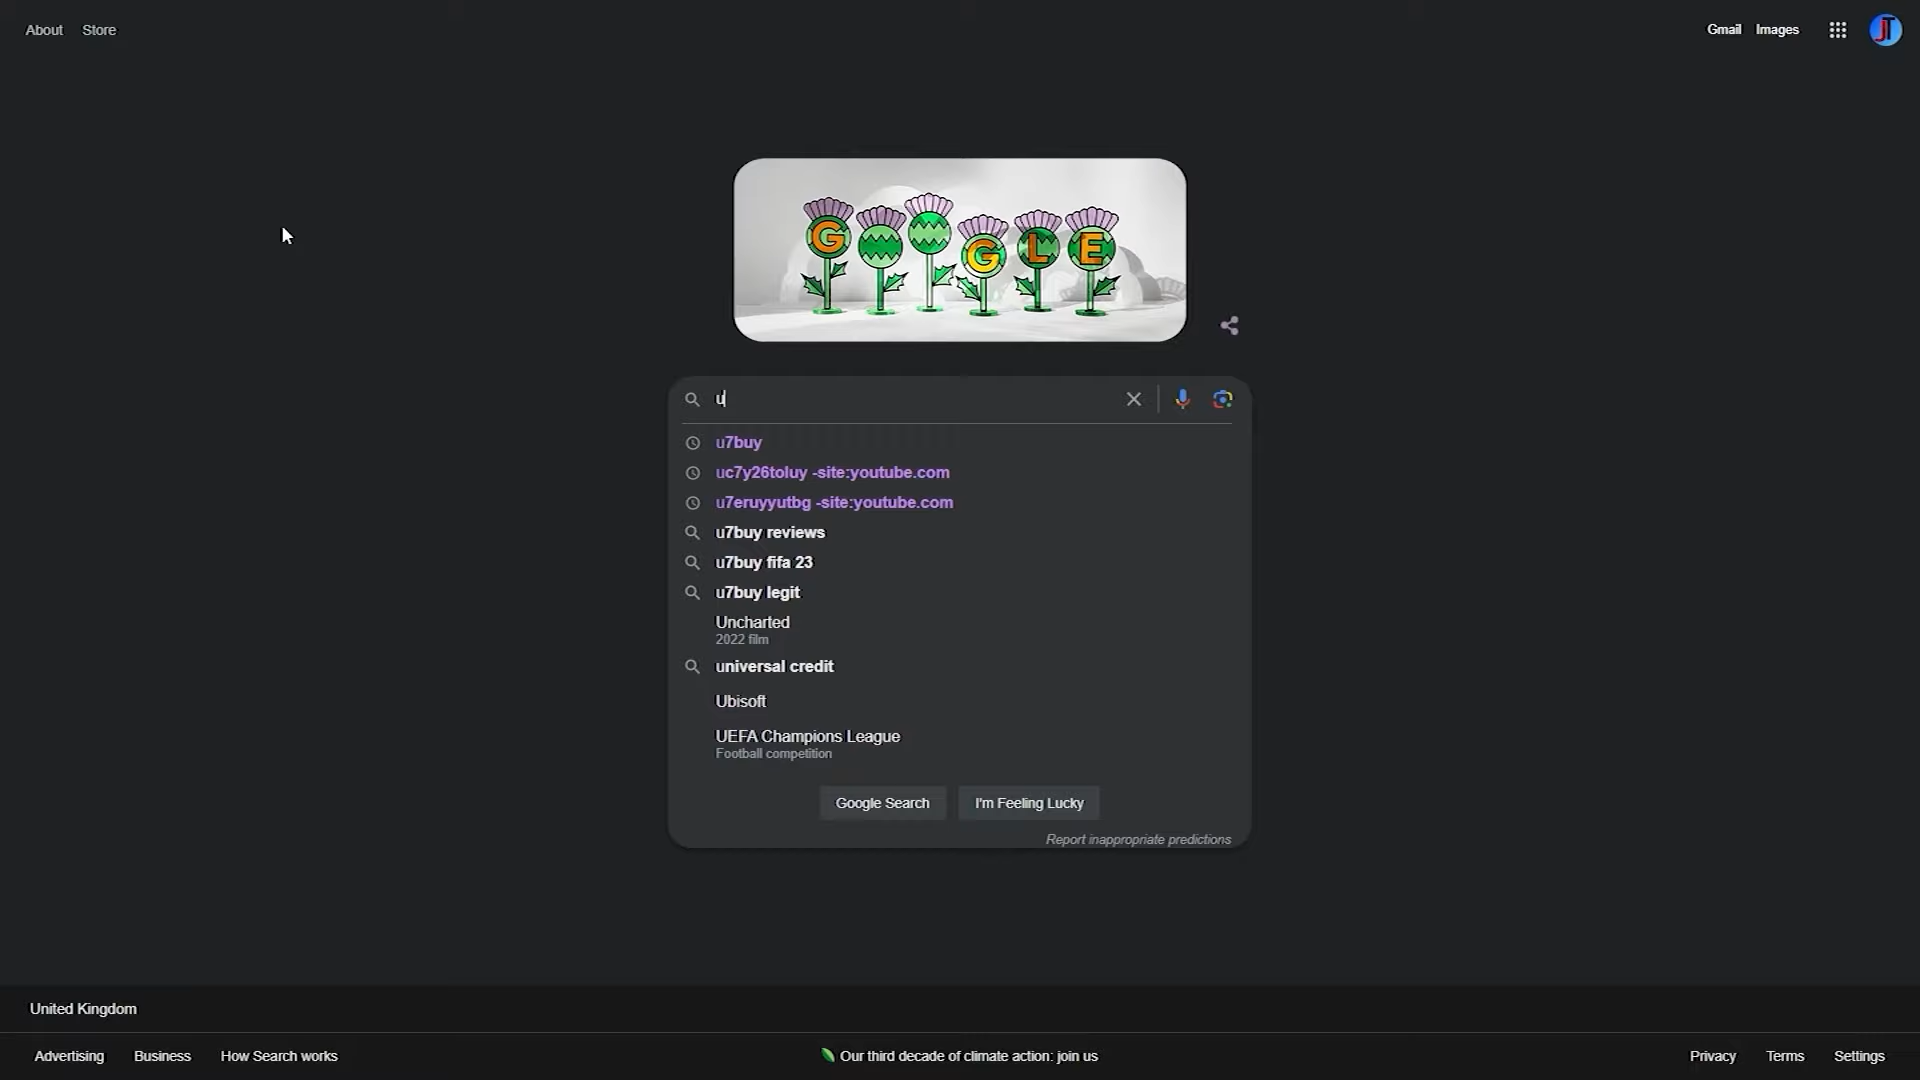 About Store
Gmail Images
JT
G GLE
u
u7buy
uc7y26toluy -site:youtube.com
u7eruyyutbg -site:youtube.com
u7buy reviews
u7buy fifa 23
u7buy legit
Uncharted
2022 film
universal credit
Ubisoft
UEFA Champions League
Football competition
Google Search I'm Feeling Lucky
Report inappropriate predictions
United Kingdom
Advertising Business How Search works Our third decade of climate action: join us Privacy Terms Settings